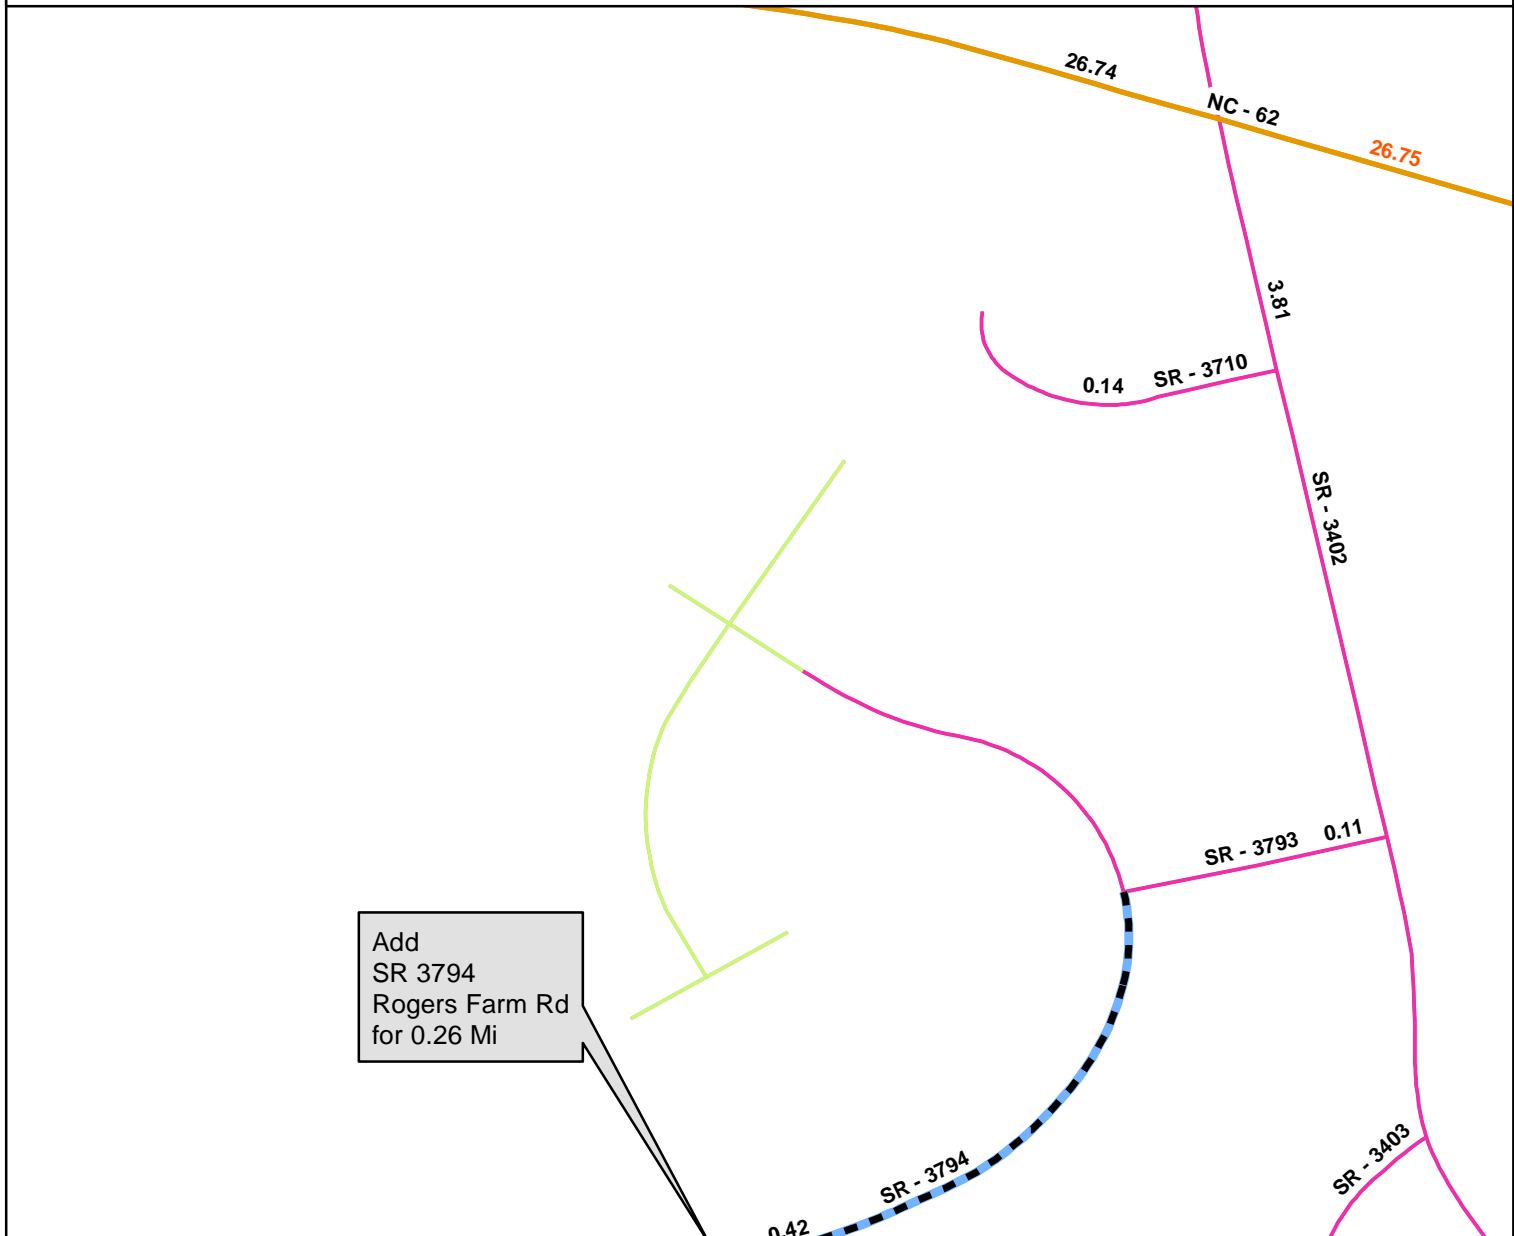 26.74
NC - 62
26.75
3.81
0.14 SR - 3710
SR - 3402
SR - 3793 0.11
Add
SR 3794
Rogers Farm Rd
for 0.26 Mi
SR - 3403
SR - 3794
0.42